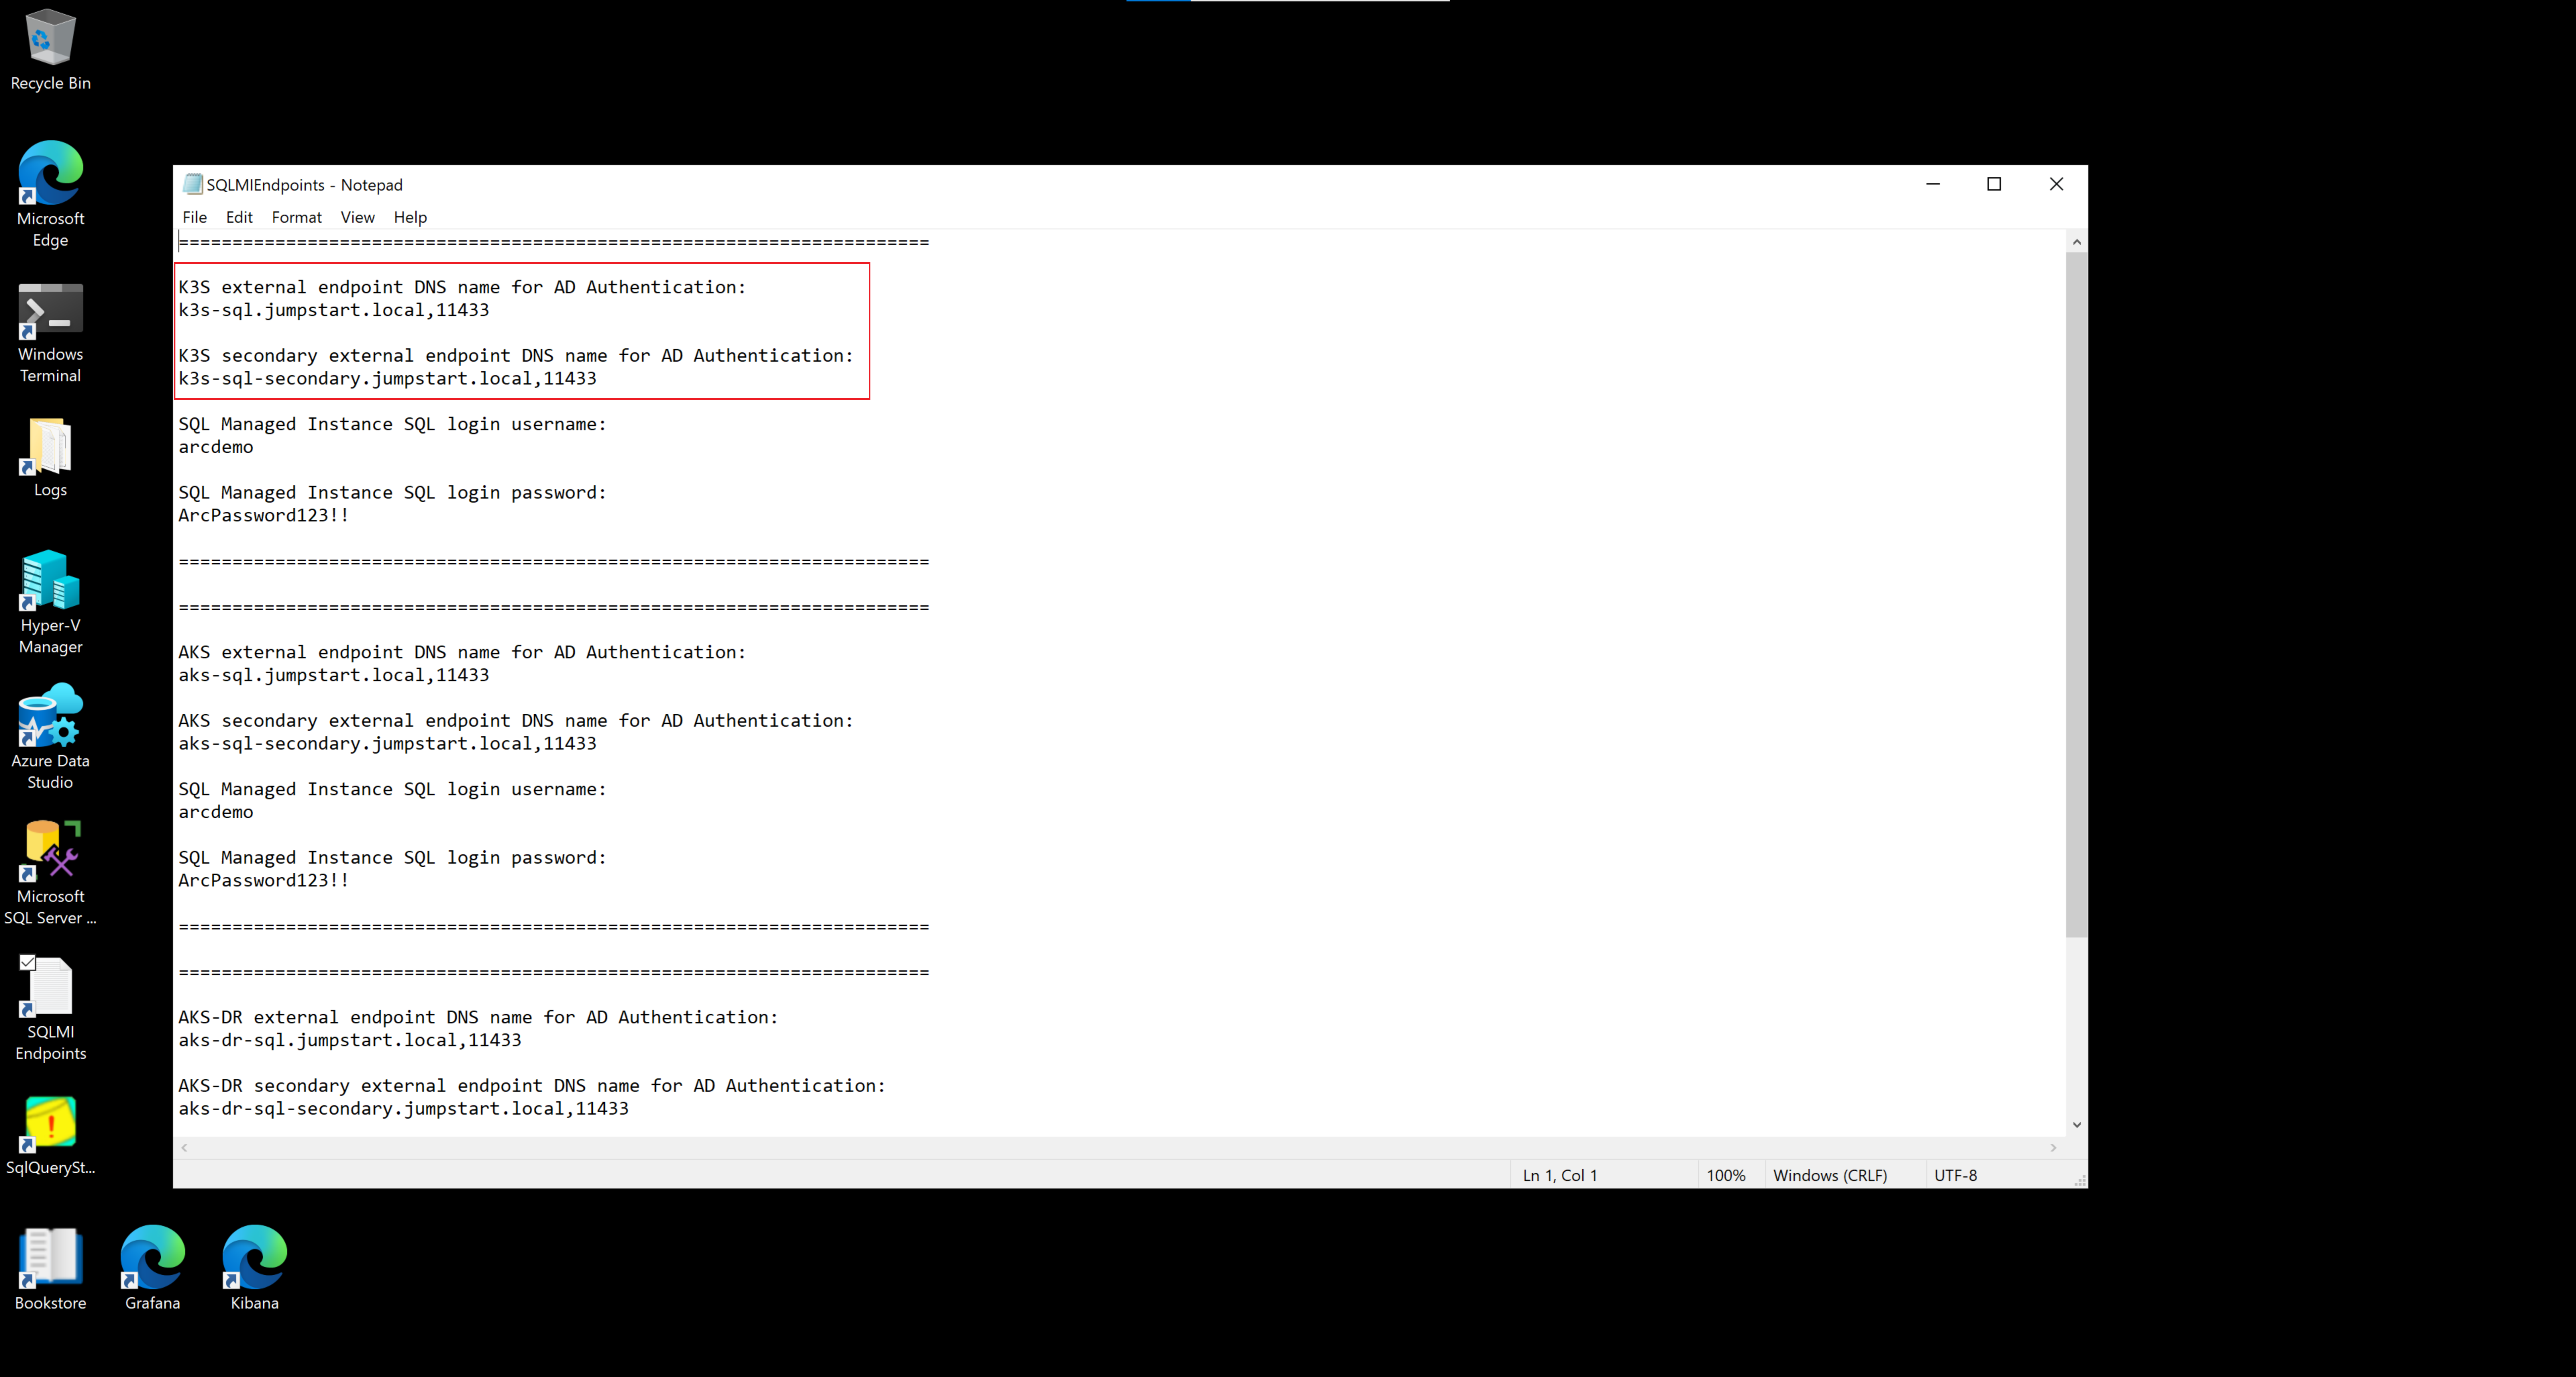 Recycle Bin
Microsoft
Edge
Windows
Terminal
Logs
Hyper-V
Manager
Azure Data
Studio
Microsoft
SQL Server ...
SQLMI
Endpoints
SqlQuerySt...
Bookstore
Grafana
Kibana
SQLMIEndpoints - Notepad
File Edit Format View Help
======================================================================
K3S external endpoint DNS name for AD Authentication:
k3s-sql.jumpstart.local,11433
K3S secondary external endpoint DNS name for AD Authentication:
k3s-sql-secondary.jumpstart.local,11433
SQL Managed Instance SQL login username:
arcdemo
SQL Managed Instance SQL login password:
ArcPassword123!!
======================================================================
======================================================================
AKS external endpoint DNS name for AD Authentication:
aks-sql.jumpstart.local,11433
AKS secondary external endpoint DNS name for AD Authentication:
aks-sql-secondary.jumpstart.local,11433
SQL Managed Instance SQL login username:
arcdemo
SQL Managed Instance SQL login password:
ArcPassword123!!
======================================================================
======================================================================
AKS-DR external endpoint DNS name for AD Authentication:
aks-dr-sql.jumpstart.local,11433
AKS-DR secondary external endpoint DNS name for AD Authentication:
aks-dr-sql-secondary.jumpstart.local,11433
Ln 1, Col 1 100% Windows (CRLF) UTF-8